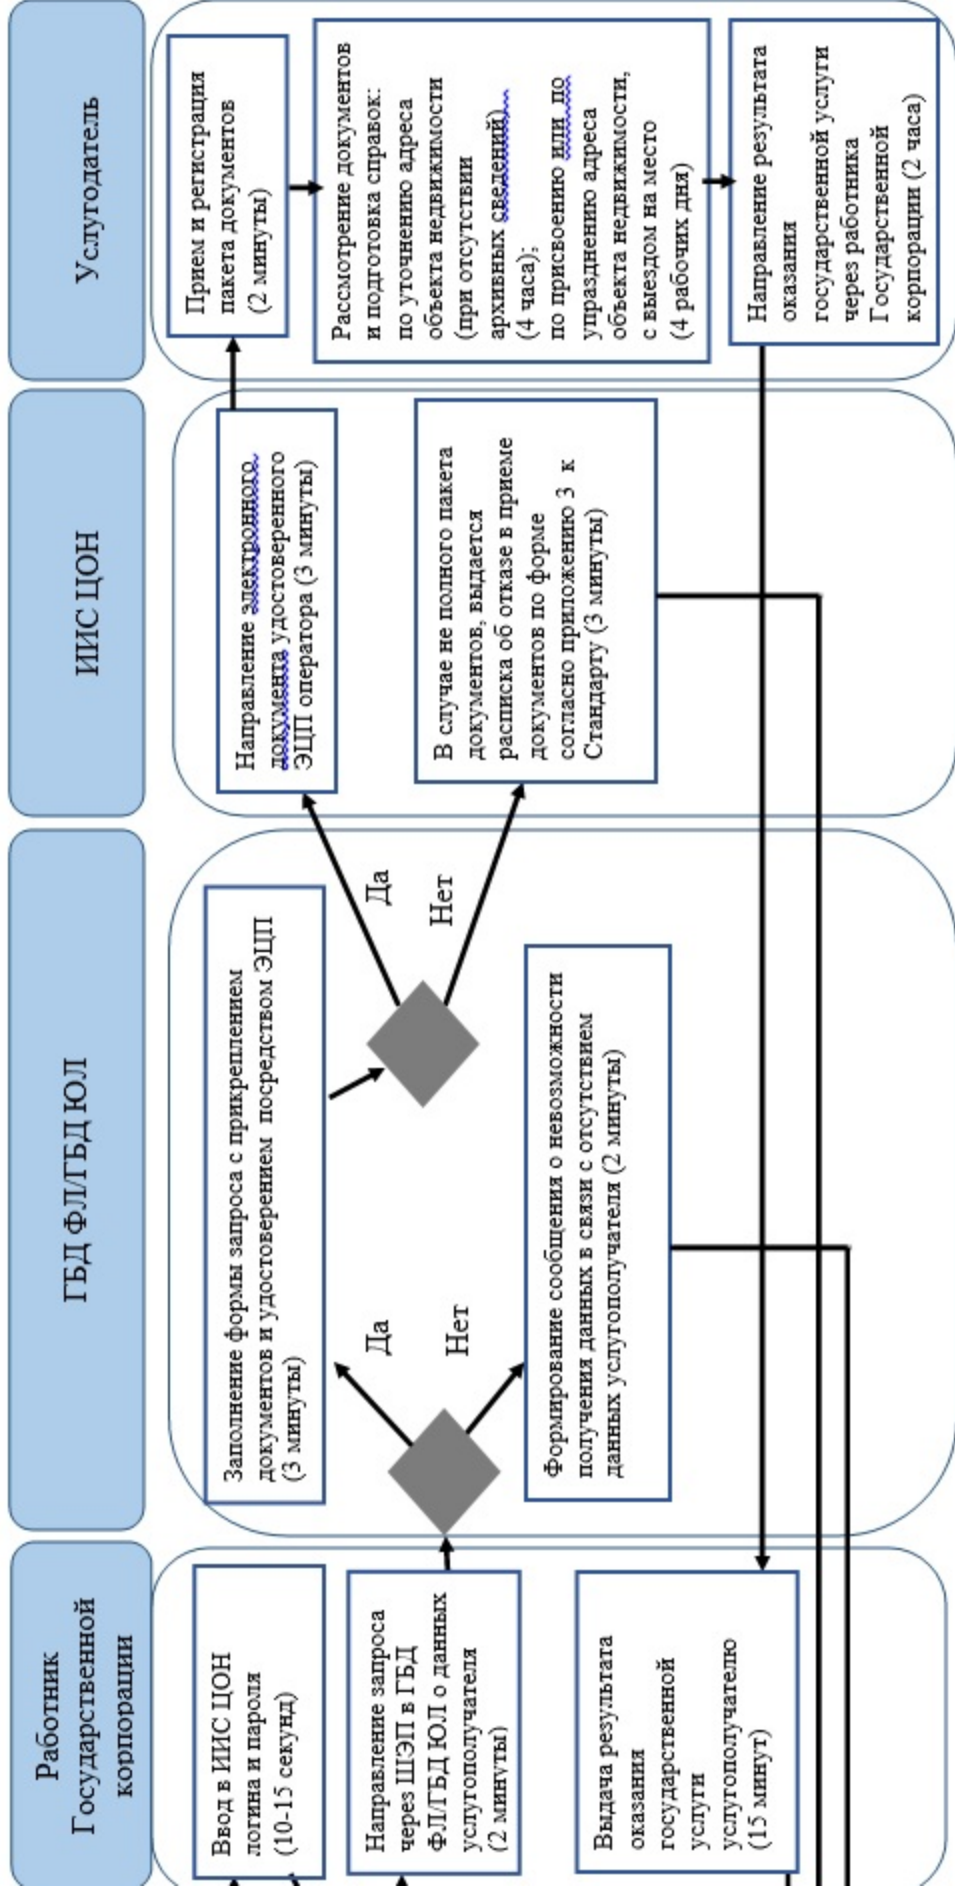 Работник
Государственной
корпорации
ГБД ФЛ/ГБД ЮЛ
ИИС ЦОН
Услугодатель
Ввод в ИИС ЦОН
логина и пароля
(10-15 секунд)
Направление запроса
через ШЭП в ГБД
ФЛ/ГБД ЮЛ о данных
услугополучателя
(2 минуты)
Выдача результата
оказания
государственной
услуги
услугополучателю
(15 минут)
Заполнение формы запроса с прикреплением
документов и удостоверением посредством ЭЦП
(3 минуты)
Да
Нет
Формирование сообщения о невозможности
получения данных в связи с отсутствием
данных услугополучателя (2 минуты)
Да
Нет
Направление электронного
документа удостоверенного
ЭЦП оператора (3 минуты)
В случае не полного пакета
документов, выдается
расписка об отказе в приеме
документов по форме
согласно приложению 3 к
Стандарту (3 минуты)
Прием и регистрация
пакета документов
(2 минуты)
Рассмотрение документов
и подготовка справок:
по уточнению адреса
объекта недвижимости
(при отсутствии
архивных сведений)
(4 часа);
по присвоению или по
упразднению адреса
объекта недвижимости,
с выездом на место
(4 рабочих дня)
Направление результата
оказания
государственной услуги
через работника
Государственной
корпорации (2 часа)